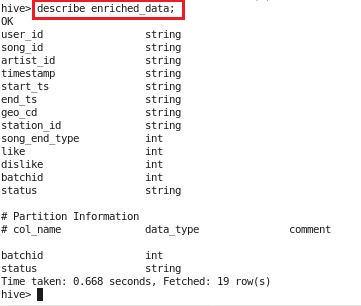 hive> describe enriched_data;
OK
user_id string
song_id string
artist_id string
timestamp string
start_ts string
end_ts string
geo_cd string
station_id string
song_end_type int
like int
dislike int
batchid int
status string
# Partition Information
# col_name data_type comment
batchid int
status string
Time taken: 0.668 seconds, Fetched: 19 row(s)
hive>